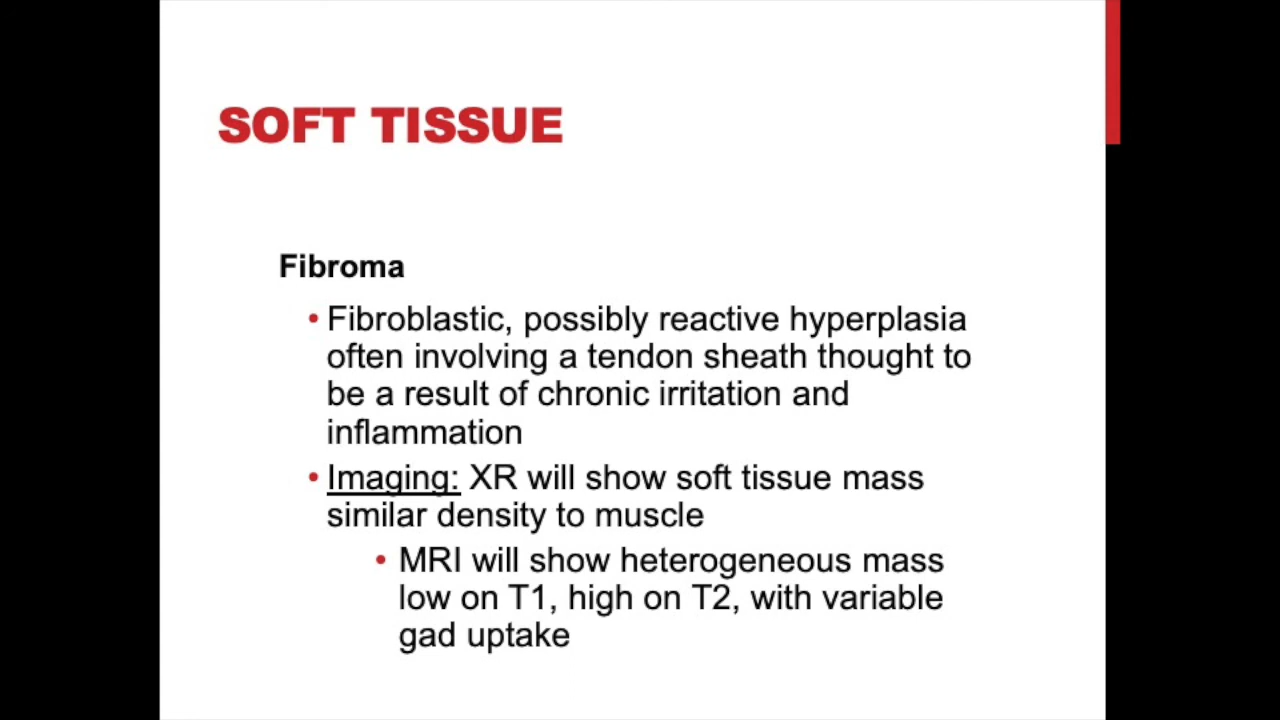 SOFT TISSUE
Fibroma
• Fibroblastic, possibly reactive hyperplasia
often involving a tendon sheath thought to
be a result of chronic irritation and
inflammation
• Imaging: XR will show soft tissue mass
similar density to muscle
• MRI will show heterogeneous mass
low on T1, high on T2, with variable
gad uptake